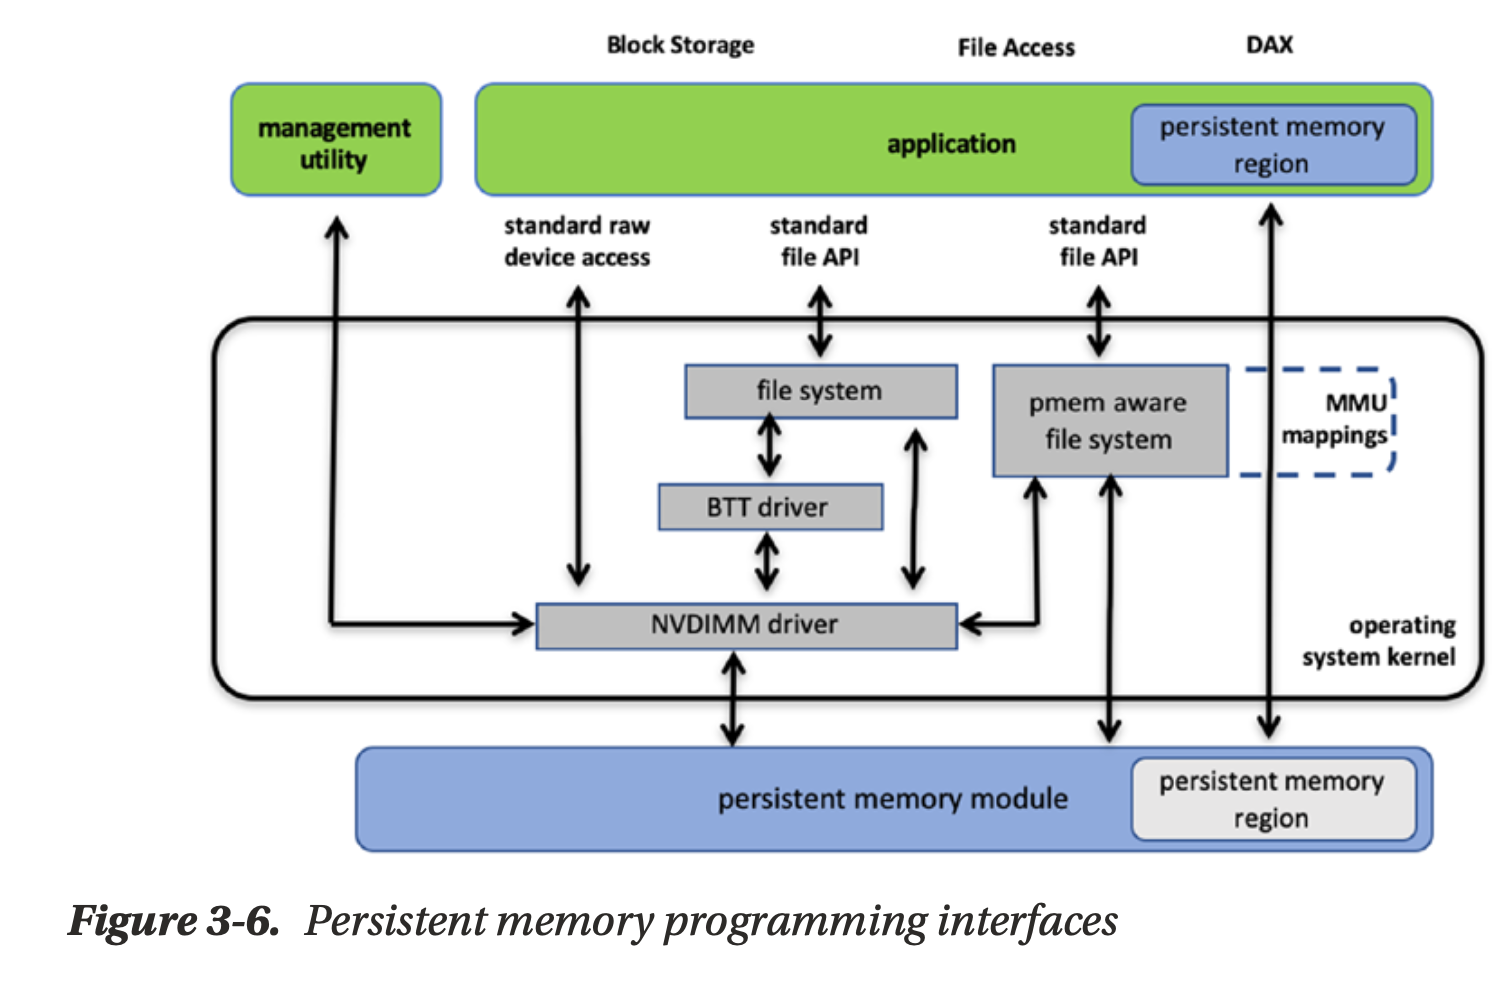 Block Storage
File Access
DAX
management
utility
application
persistent memory
region
standard raw
device access
standard
file API
standard
file API
file system
pmem aware
file system
MMU
mappings
BTT driver
NVDIMM driver
operating
system kernel
persistent memory module
persistent memory
region
Figure 3-6. Persistent memory programming interfaces